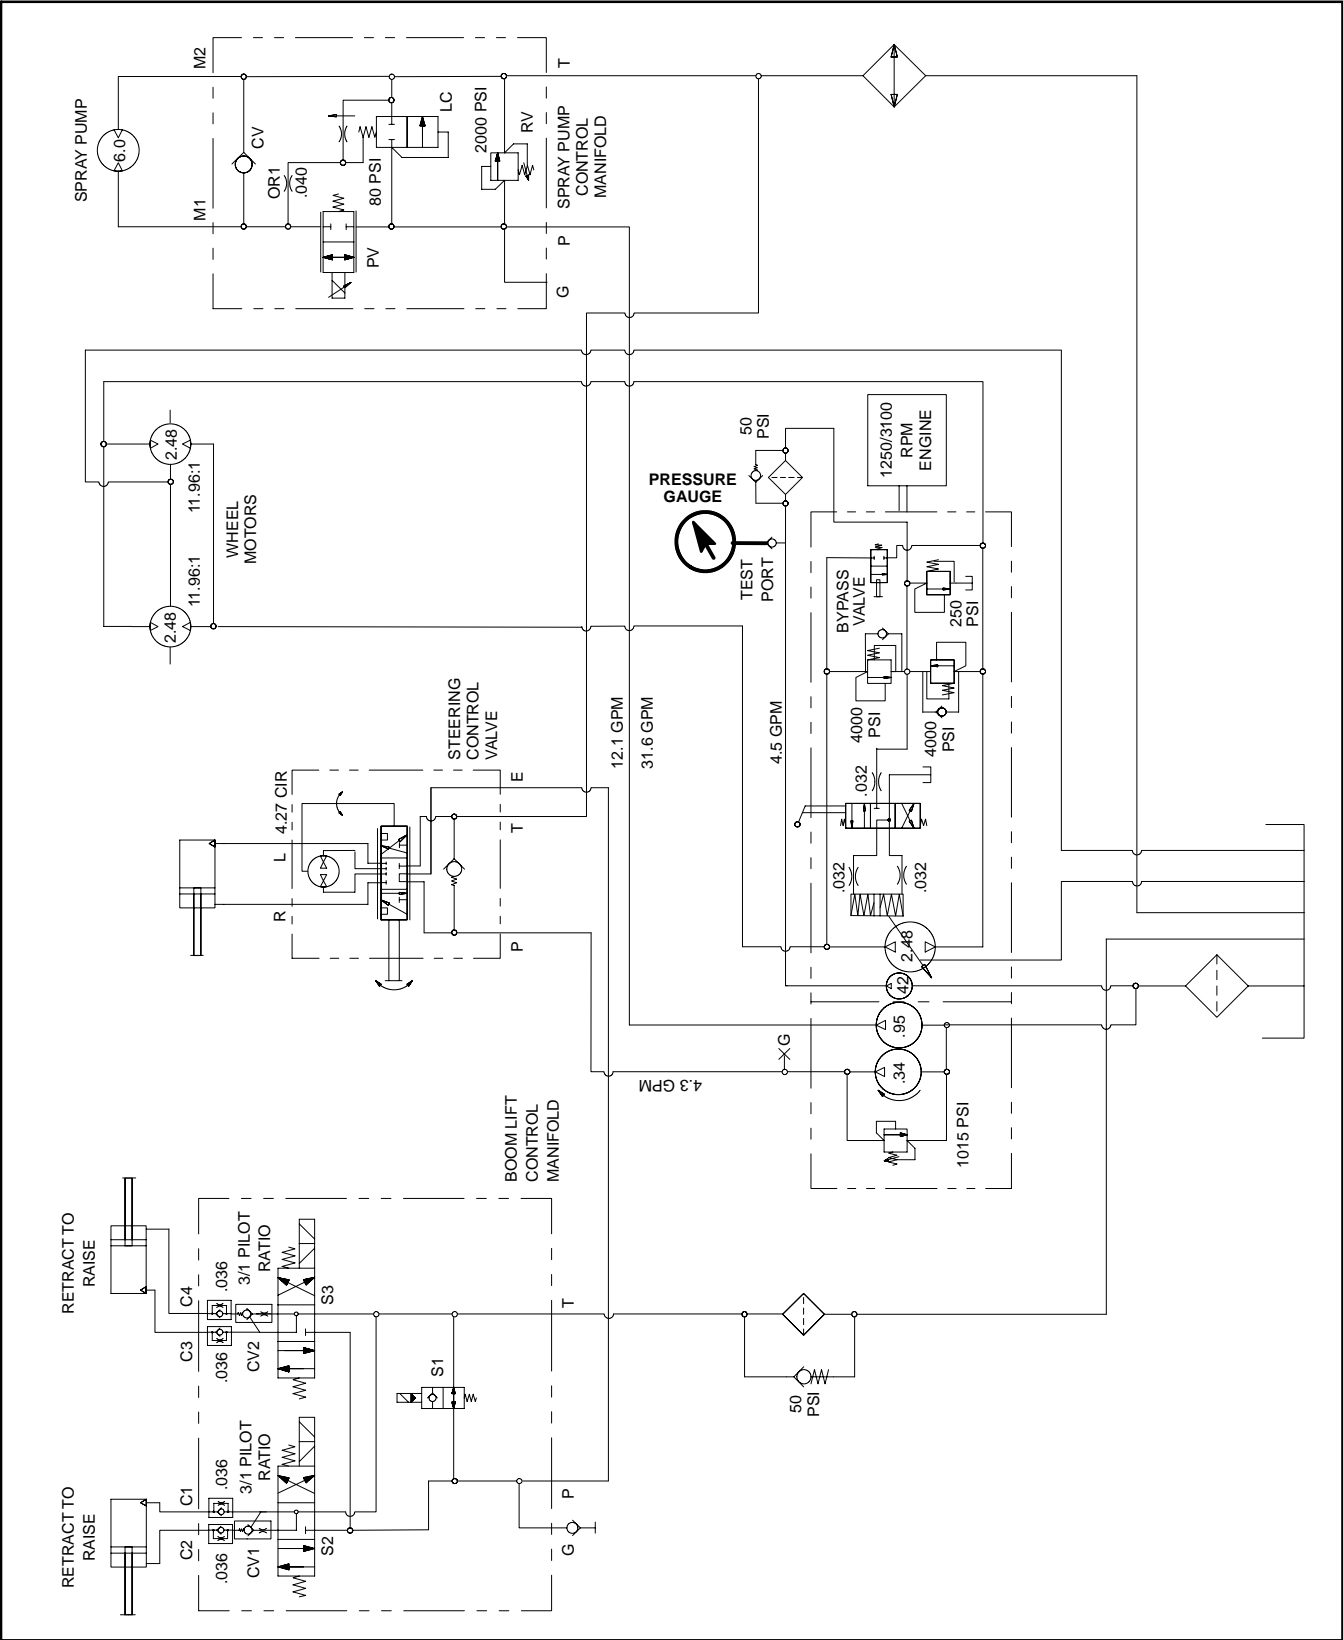 RETRACT TO
RAISE
C2
C1
.036
.036
CV1
3/1 PILOT
RATIO
S2
RETRACT TO
RAISE
C3
C4
.036
.036
CV2
3/1 PILOT
RATIO
S3
S1
G
P
T
BOOM LIFT
CONTROL
MANIFOLD
50
PSI
R
L
4.27 CIR
STEERING
CONTROL
VALVE
P
T
E
WHEEL
MOTORS
2.48
11.96:1
2.48
11.96:1
SPRAY PUMP
6.0
M1
M2
CV
OR1
.040
PV
80 PSI
LC
2000 PSI
RV
SPRAY PUMP
CONTROL
MANIFOLD
G
P
T
12.1 GPM
31.6 GPM
4.5 GPM
4.3 GPM
G
PRESSURE
GAUGE
TEST
PORT
50
PSI
1250/3100
RPM
ENGINE
BYPASS
VALVE
250
PSI
4000
PSI
4000
PSI
.032
.032
.032
2.48
42
.95
.34
1015 PSI